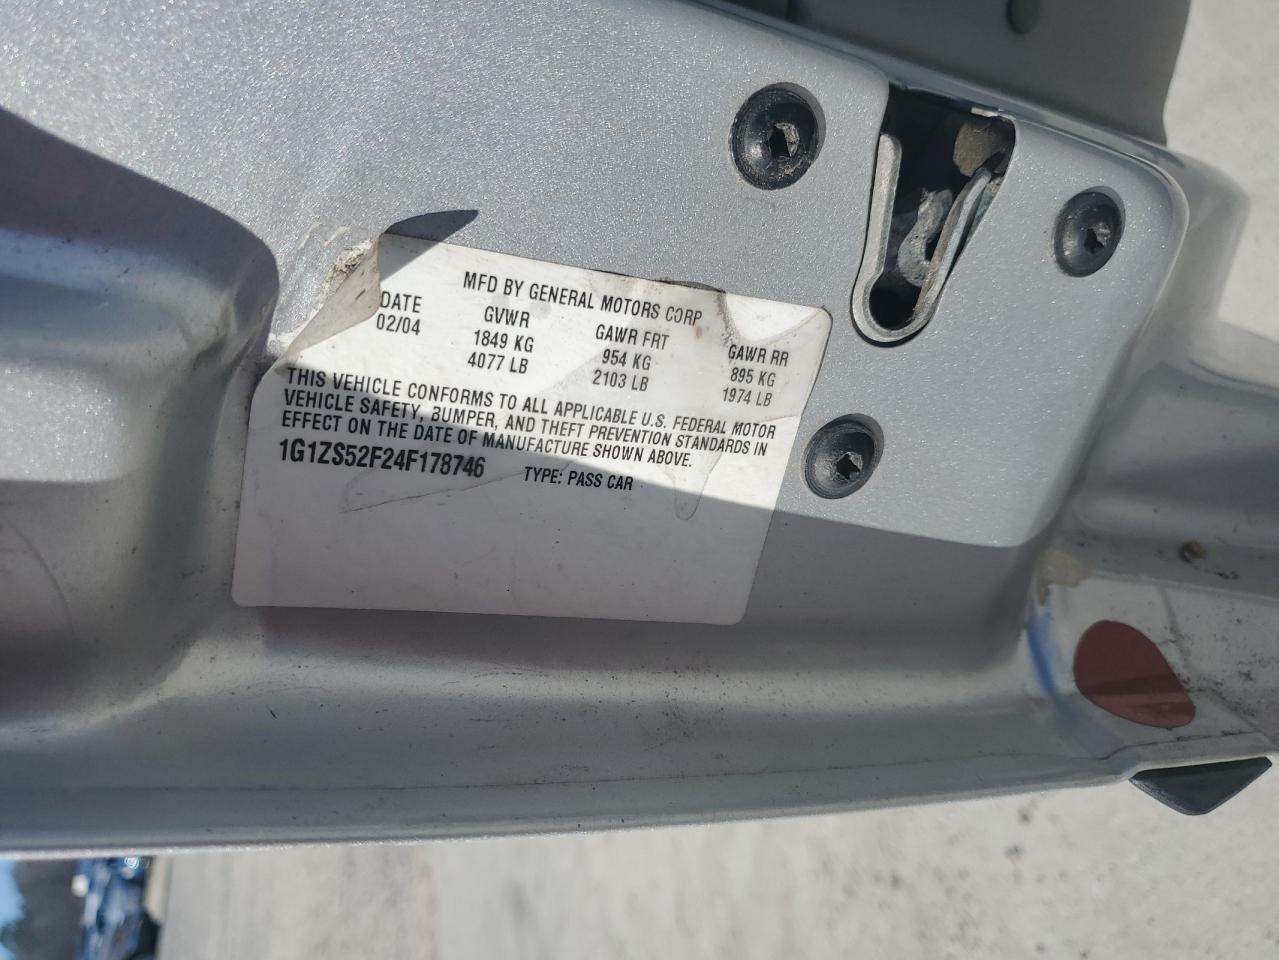 MFD BY GENERAL MOTORS CORP
DATE GVWR GAWR FRT GAWR RR
02/04 1849 KG 954 KG 895 KG
4077 LB 2103 LB 1974 LB
THIS VEHICLE CONFORMS TO ALL APPLICABLE U.S. FEDERAL MOTOR
VEHICLE SAFETY, BUMPER, AND THEFT PREVENTION STANDARDS IN
EFFECT ON THE DATE OF MANUFACTURE SHOWN ABOVE.
1G1ZS52F24F178746 TYPE: PASS CAR